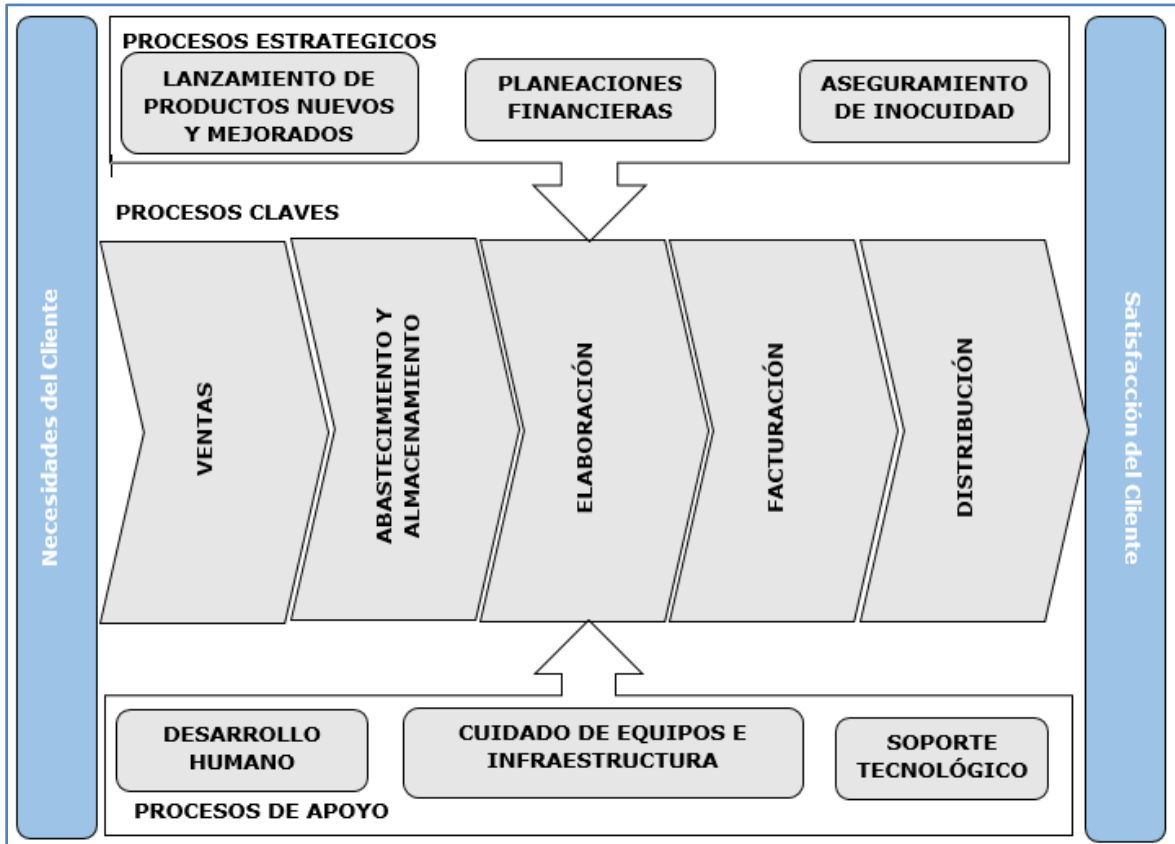 PROCESOS ESTRATEGICOS
LANZAMIENTO DE
PRODUCTOS NUEVOS
Y MEJORADOS
PLANEACIONES
FINANCIERAS
ASEGURAMIENTO
DE INOCUIDAD
PROCESOS CLAVES
Necesidades del Cliente
VENTAS
ABASTECIMIENTO Y
ALMACENAMIENTO
ELABORACIÓN
FACTURACIÓN
DISTRIBUCIÓN
Satisfacción del Cliente
DESARROLLO
HUMANO
CUIDADO DE EQUIPOS E
INFRAESTRUCTURA
SOPORTE
TECNOLÓGICO
PROCESOS DE APOYO